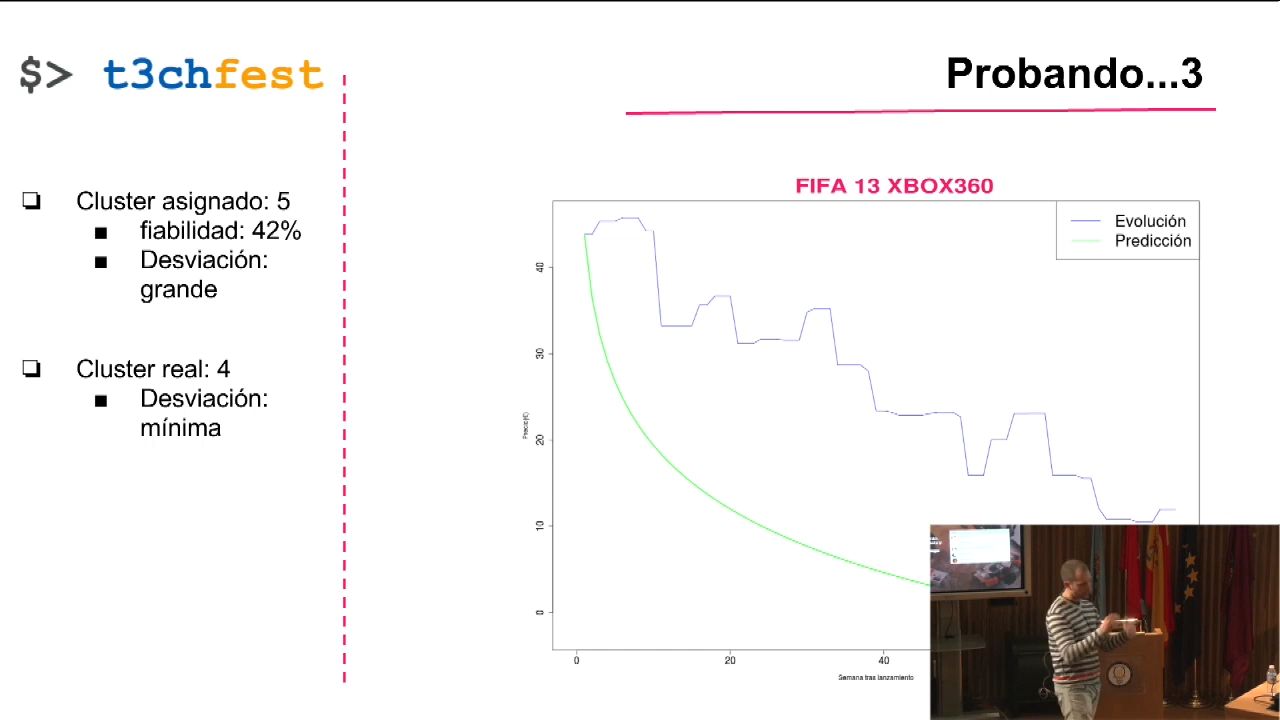 $> t3chfest
Probando...3
Cluster asignado: 5
fiabilidad: 42%
Desviación:
grande
Cluster real: 4
Desviación:
mínima
FIFA 13 XBOX360
Evolución
Predicción
Precio(€)
40
30
20
10
0
0
20
40
Semana tras lanzamiento